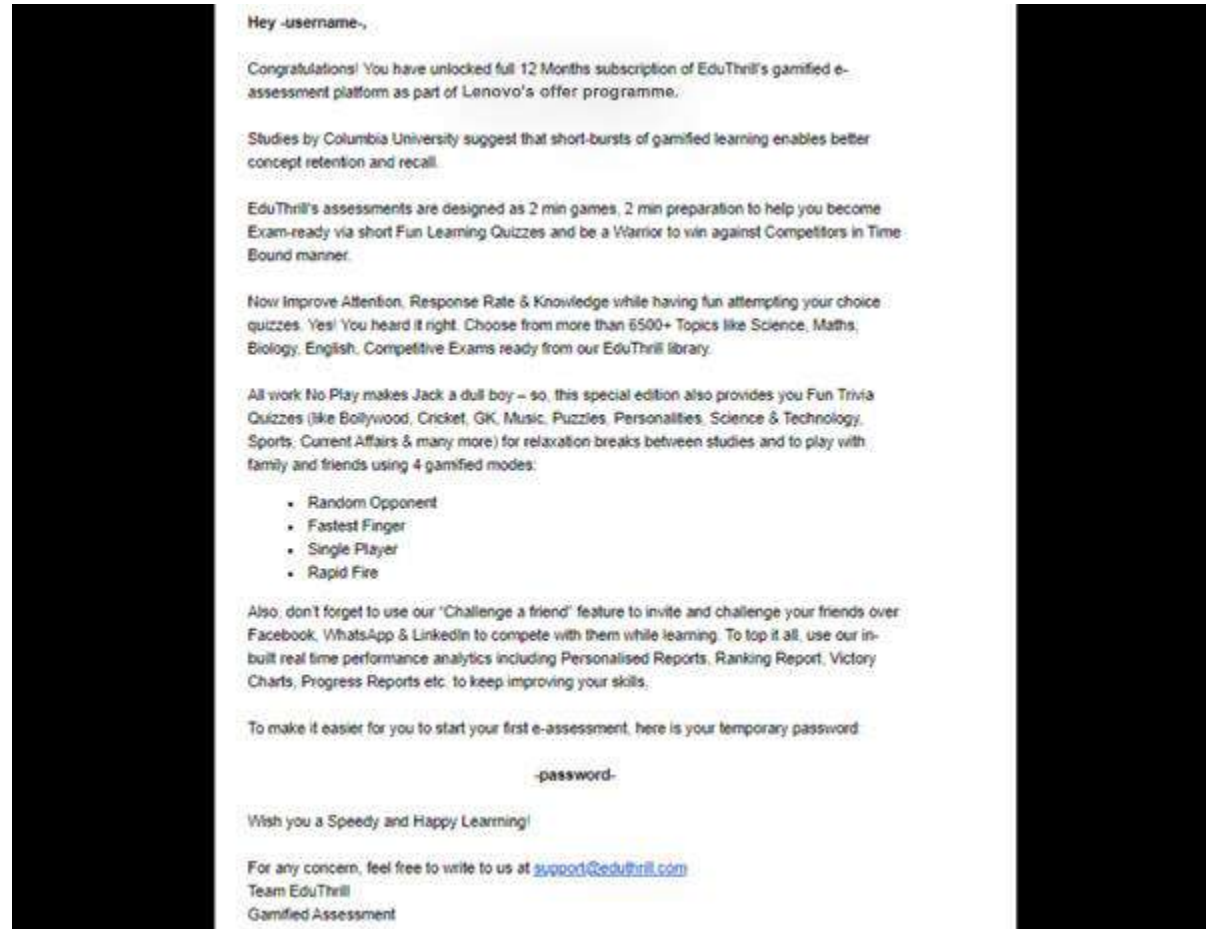 Hey -username-,
Congratulations! You have unlocked full 12 Months subscription of EduThrill's gamified e-
assessment platform as part of Lenovo's offer programme.
Studies by Columbia University suggest that short-bursts of gamified learning enables better
concept retention and recall.
EduThrill's assessments are designed as 2 min games, 2 min preparation to help you become
Exam-ready via short Fun Learning Quizzes and be a Warrior to win against Competitors in Time
Bound manner.
Now Improve Attention, Response Rate & Knowledge while having fun attempting your choice
quizzes. Yes! You heard it right. Choose from more than 6500+ Topics like Science, Maths,
Biology, English, Competitive Exams ready from our EduThrill library.
All work No Play makes Jack a dull boy – so, this special edition also provides you Fun Trivia
Quizzes (like Bollywood, Cricket, GK, Music, Puzzles, Personalities, Science & Technology,
Sports, Current Affairs & many more) for relaxation breaks between studies and to play with
family and friends using 4 gamified modes:
• Random Opponent
• Fastest Finger
• Single Player
• Rapid Fire
Also, don't forget to use our "Challenge a friend" feature to invite and challenge your friends over
Facebook, WhatsApp & LinkedIn to compete with them while learning. To top it all, use our in-
built real time performance analytics including Personalised Reports, Ranking Report, Victory
Charts, Progress Reports etc. to keep improving your skills.
To make it easier for you to start your first e-assessment, here is your temporary password
-password-
Wish you a Speedy and Happy Learning!
For any concern, feel free to write to us at support@eduthrill.com
Team EduThrill
Gamified Assessment